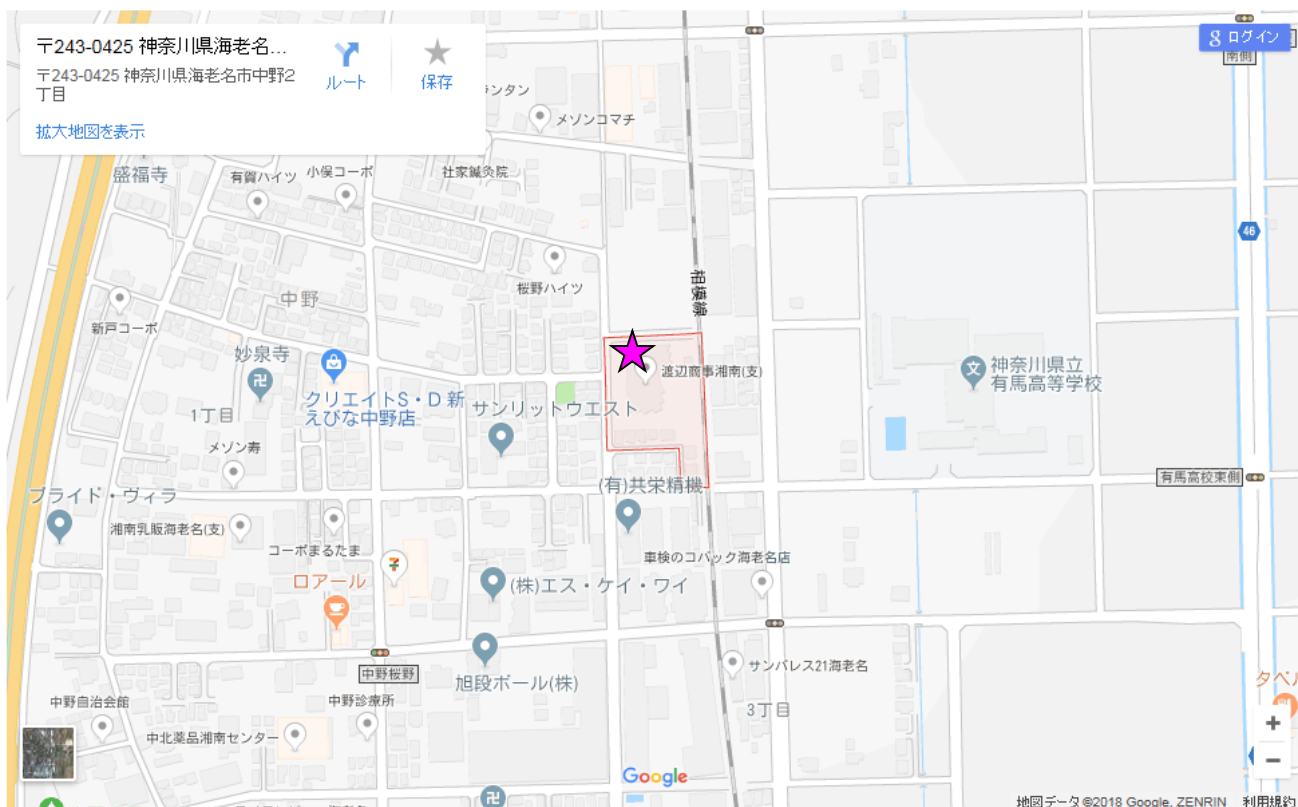 〒243-0425 神奈川県海老名...
〒243-0425 神奈川県海老名市中野2
丁目
ルート
保存
拡大地図を表示
ログイン
南側
ンタン
メゾンコマチ
盛福寺
有賀ハイツ
小俣コーポ
社家鍼灸院
46
桜野ハイツ
相模線
中野
新戸コーポ
妙泉寺
渡辺商事湘南(支)
神奈川県立
有馬高等学校
クリエイトS・D 新
えびな中野店
サンリットウエスト
1丁目
メゾン寿
有馬高校東側
(有)共栄精機
プライド・ヴィラ
湘南乳販海老名(支)
コーポまるたま
車検のコバック海老名店
ロアール
(株)エス・ケイ・ワイ
中野桜野
旭段ボール(株)
サンパレス21海老名
タペ
中野自治会館
中野診療所
3丁目
中北薬品湘南センター
Google
地図データ ©2018 Google, ZENRIN
利用規約